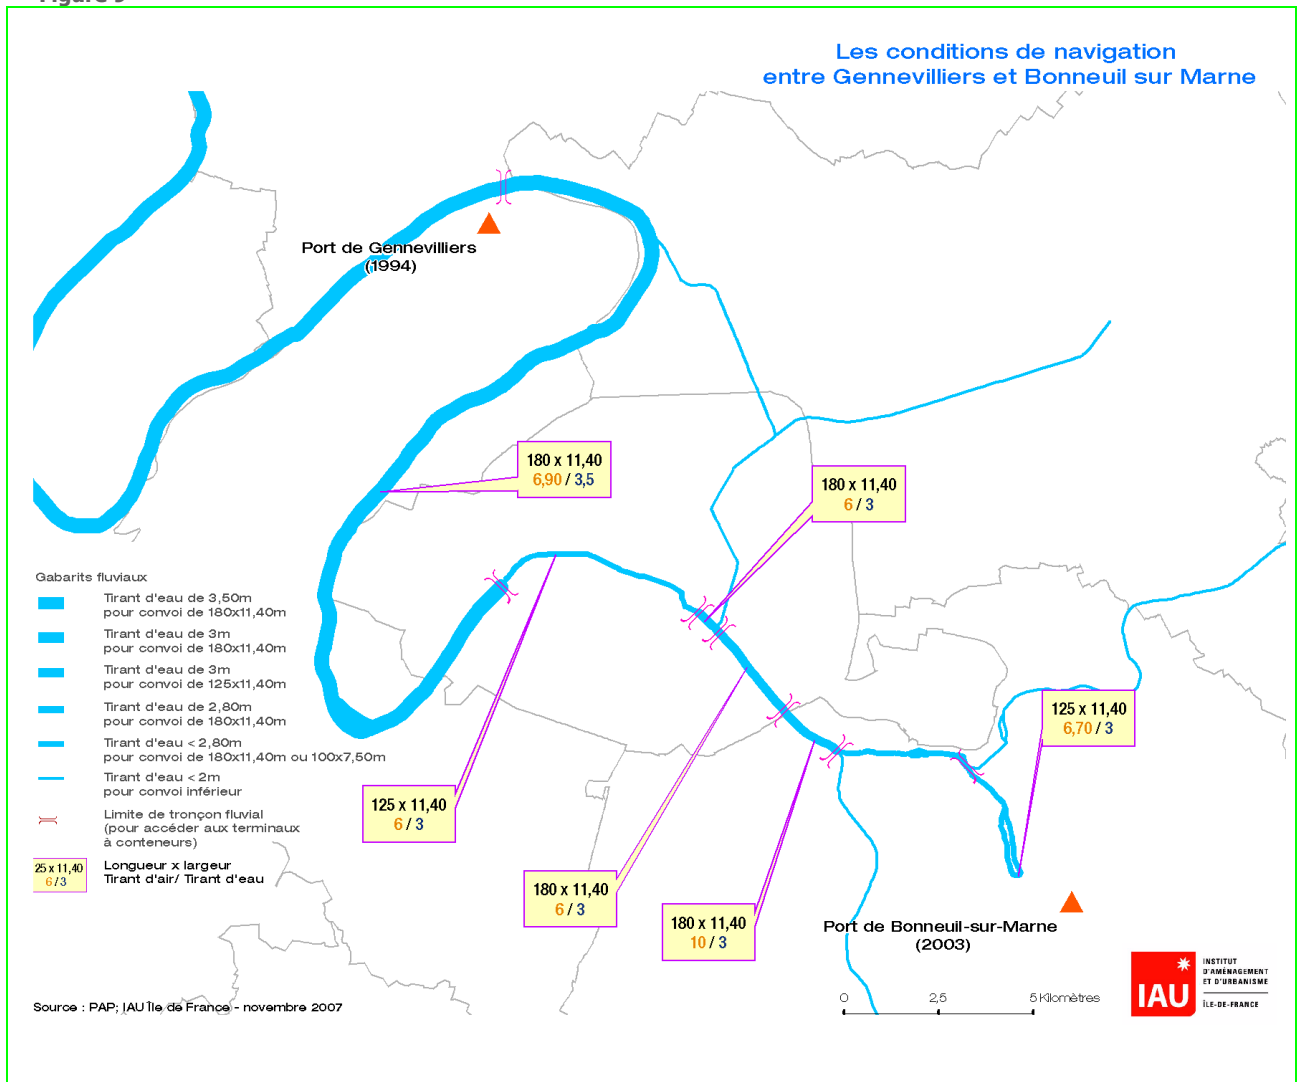 Figure 9
Les conditions de navigation
entre Gennevilliers et Bonneuil sur Marne
Port de Gennevilliers
(1994)
180 x 11,40
6,90 / 3,5
180 x 11,40
6 / 3
Gabarits fluviaux
Tirant d'eau de 3,50m
pour convoi de 180x11,40m
Tirant d'eau de 3m
pour convoi de 180x11,40m
Tirant d'eau de 3m
pour convoi de 125x11,40m
Tirant d'eau de 2,80m
pour convoi de 180x11,40m
Tirant d'eau < 2,80m
pour convoi de 180x11,40m ou 100x7,50m
Tirant d'eau < 2m
pour convoi inférieur
Limite de tronçon fluvial
(pour accéder aux terminaux
à conteneurs)
25 x 11,40
6 / 3
Longueur x largeur
Tirant d'air/ Tirant d'eau
125 x 11,40
6,70 / 3
125 x 11,40
6 / 3
180 x 11,40
6 / 3
180 x 11,40
10 / 3
Port de Bonneuil-sur-Marne
(2003)
Source : PAP; IAU Île de France - novembre 2007
0 2,5 5 Kilomètres
IAU
INSTITUT
D'AMÉNAGEMENT
ET D'URBANISME
ÎLE-DE-FRANCE